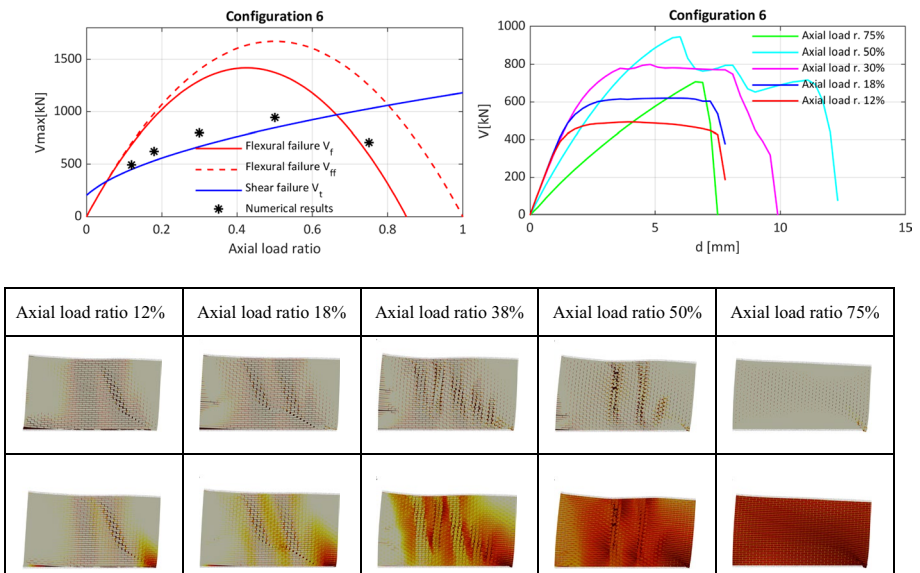 Configuration 6
1500
1000
500
0
Vmax[kN]
0
0.2
0.4
0.6
0.8
1
Axial load ratio
Flexural failure Vf
Flexural failure Vff
Shear failure Vt
Numerical results
Configuration 6
1000
800
600
400
200
0
V[kN]
0
5
10
15
d [mm]
Axial load r. 75%
Axial load r. 50%
Axial load r. 30%
Axial load r. 18%
Axial load r. 12%
Axial load ratio 12% Axial load ratio 18% Axial load ratio 38% Axial load ratio 50% Axial load ratio 75%